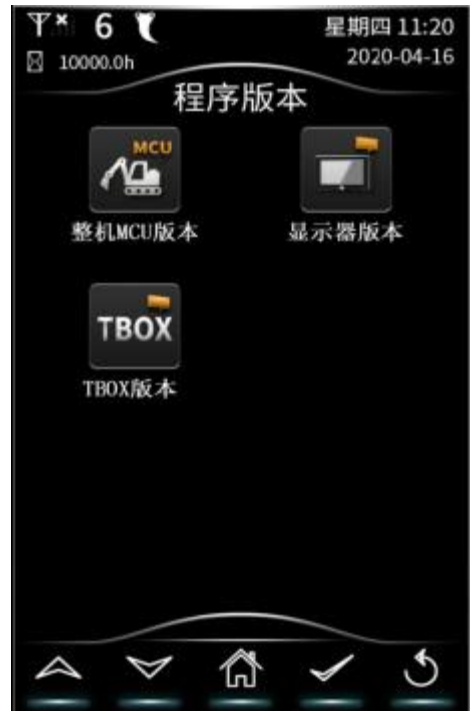 6
星期四 11:20
10000.0h
2020-04-16
程序版本
MCU
整机MCU版本
显示器版本
TBOX
TBOX版本